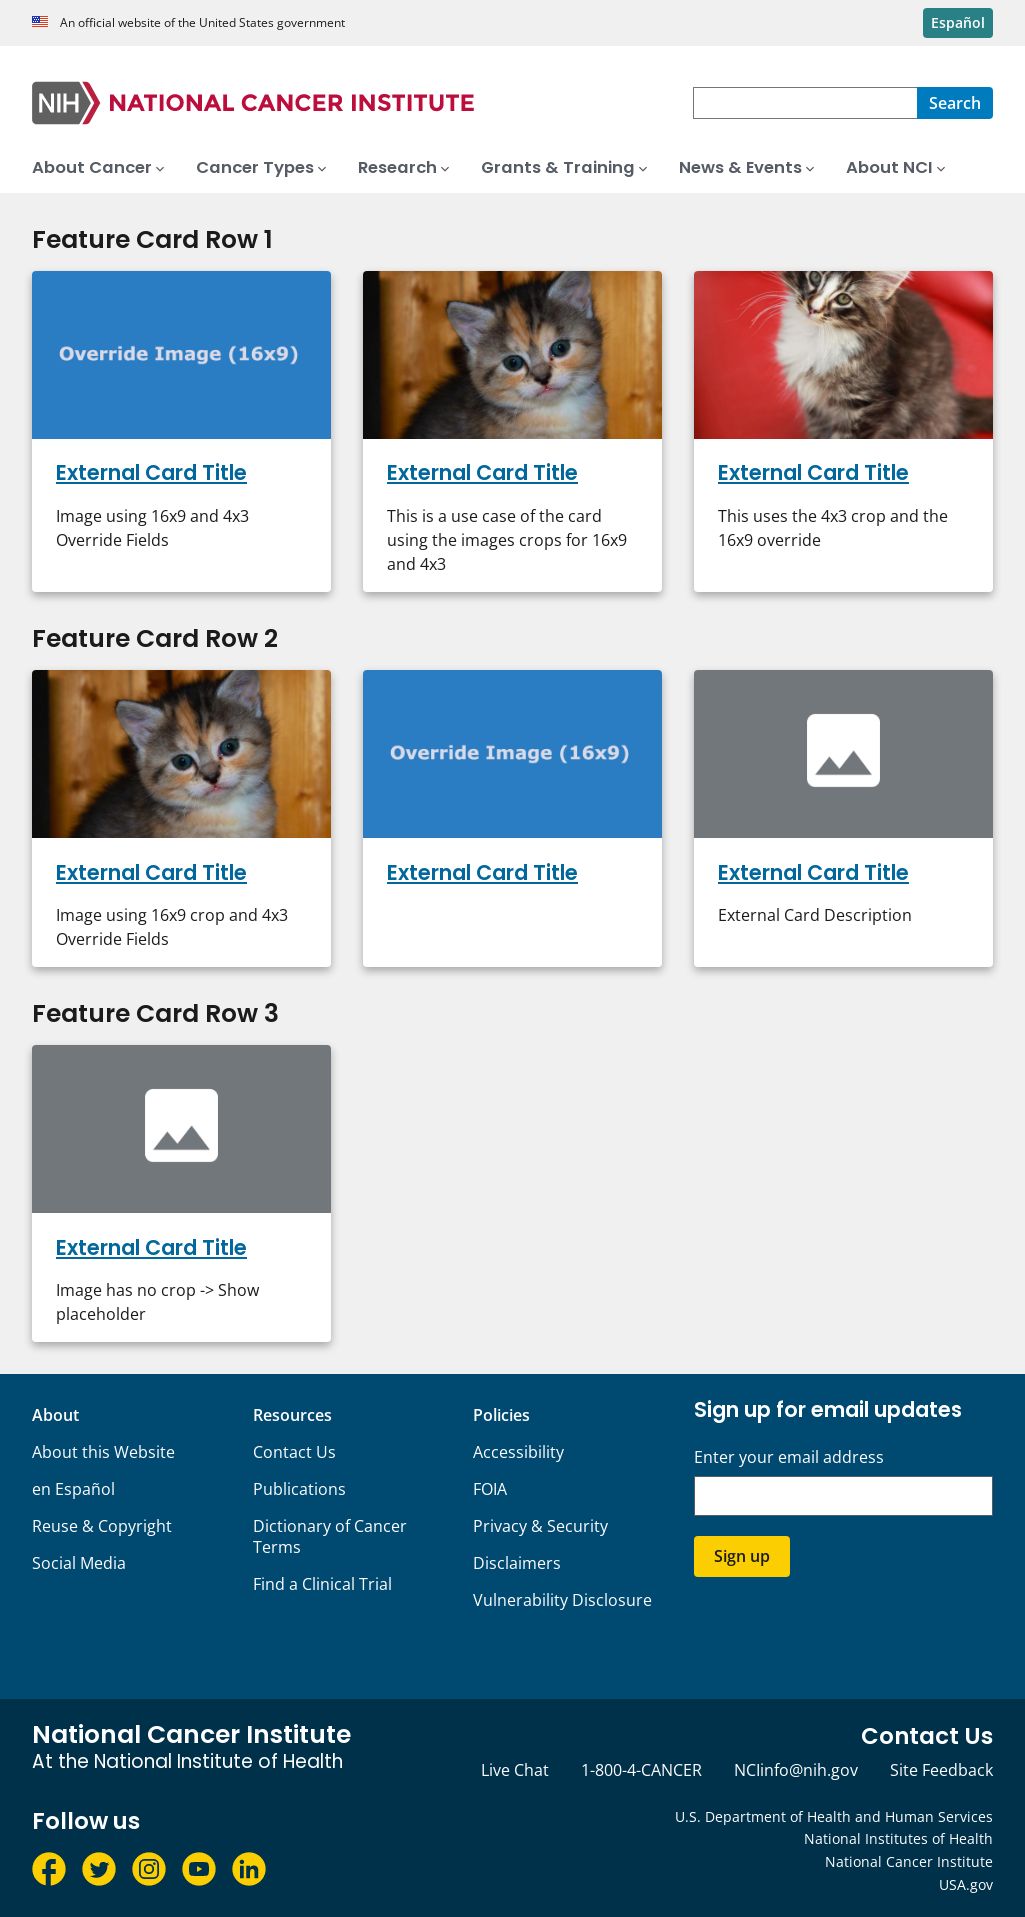 An official website of the United States government
Español
NIH NATIONAL CANCER INSTITUTE
Search
About Cancer Cancer Types Research Grants & Training News & Events About NCI
Feature Card Row 1
Override Image (16x9)
External Card Title
Image using 16x9 and 4x3
Override Fields
External Card Title
This is a use case of the card
using the images crops for 16x9
and 4x3
External Card Title
This uses the 4x3 crop and the
16x9 override
Feature Card Row 2
External Card Title
Image using 16x9 crop and 4x3
Override Fields
Override Image (16x9)
External Card Title
External Card Title
External Card Description
Feature Card Row 3
External Card Title
Image has no crop -> Show
placeholder
About
About this Website
en Español
Reuse & Copyright
Social Media
Resources
Contact Us
Publications
Dictionary of Cancer
Terms
Find a Clinical Trial
Policies
Accessibility
FOIA
Privacy & Security
Disclaimers
Vulnerability Disclosure
Sign up for email updates
Enter your email address
Sign up
National Cancer Institute
At the National Institute of Health
Follow us
Contact Us
Live Chat 1-800-4-CANCER NCIinfo@nih.gov Site Feedback
U.S. Department of Health and Human Services
National Institutes of Health
National Cancer Institute
USA.gov